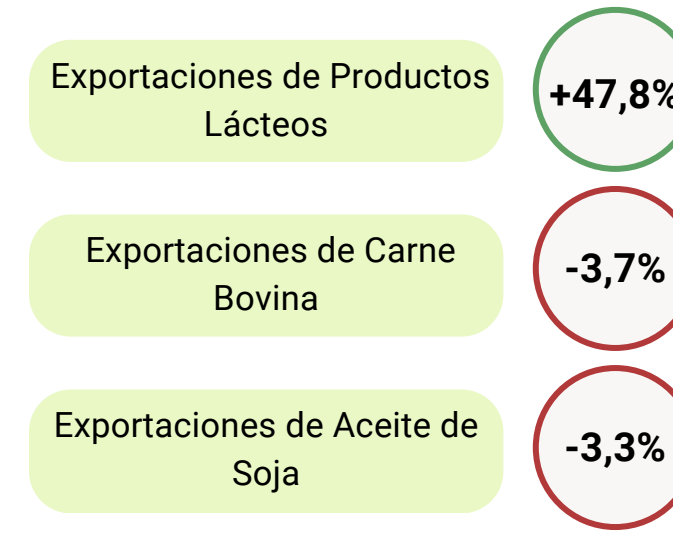 Exportaciones de Productos
Lácteos
+47,8%
Exportaciones de Carne
Bovina
-3,7%
Exportaciones de Aceite de
Soja
-3,3%